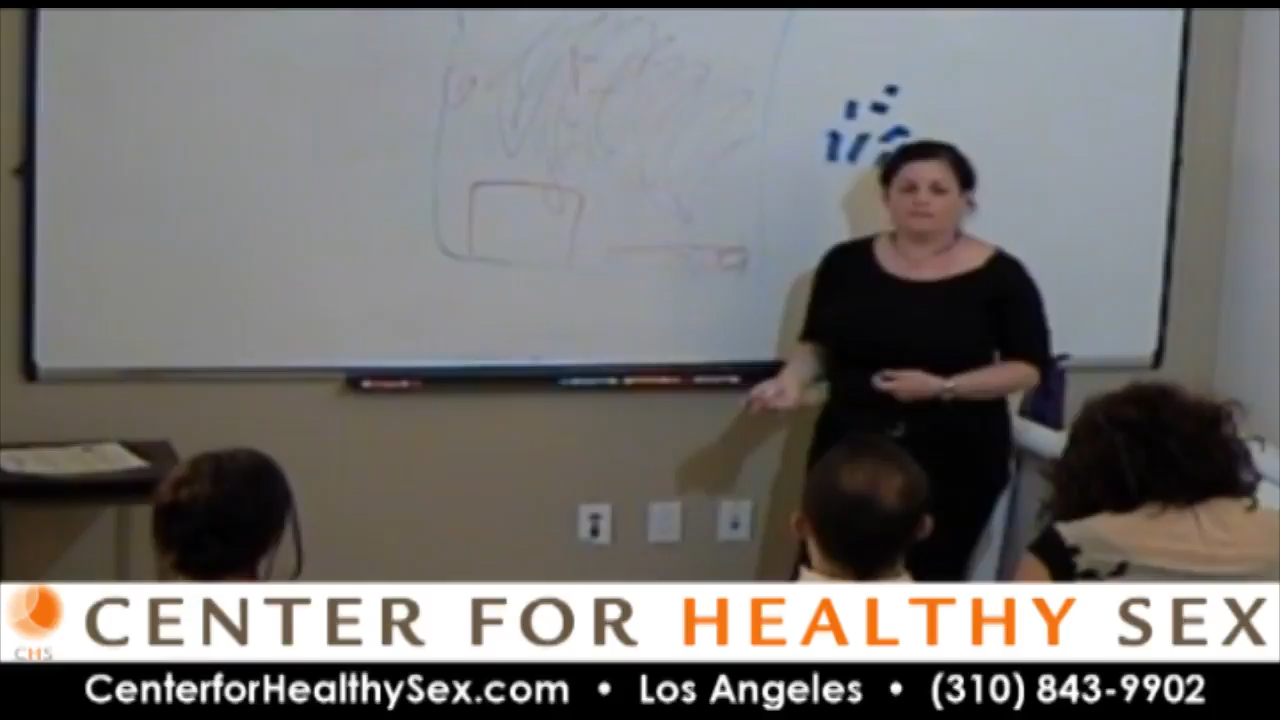 CENTER FOR HEALTHY SEX
CHS
CenterforHealthySex.com • Los Angeles • (310) 843-9902